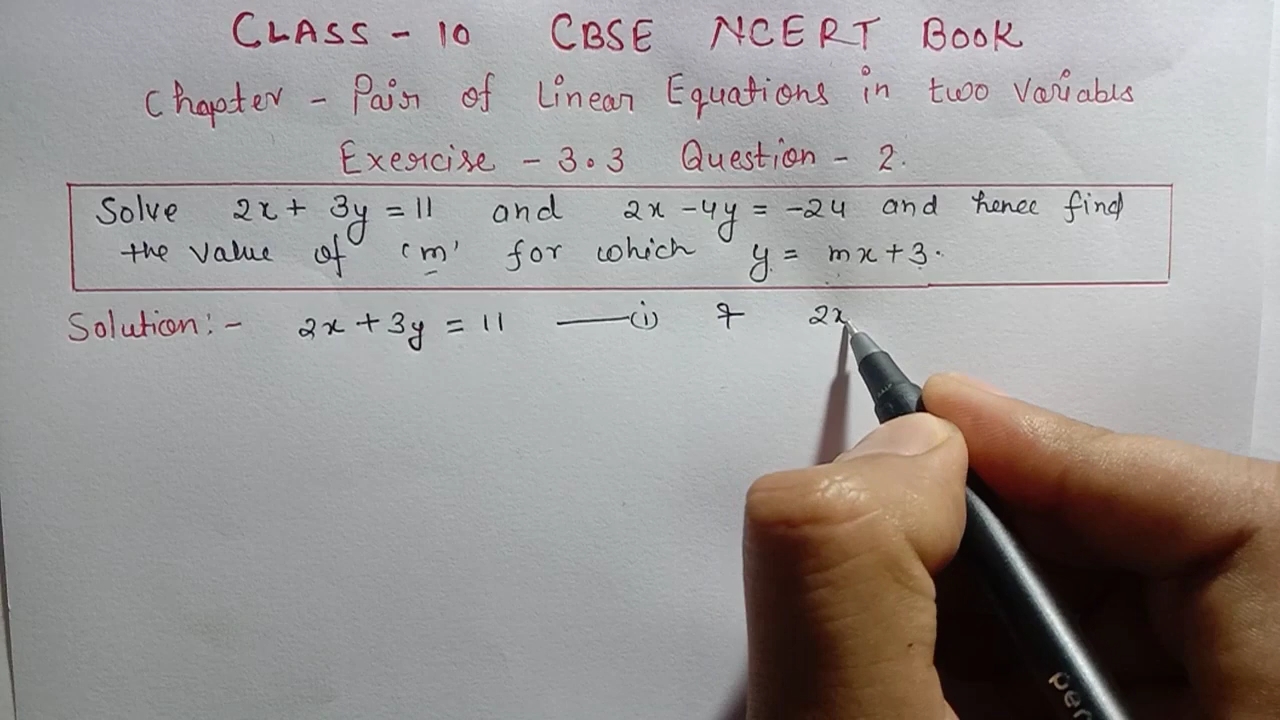 CLASS - 10 CBSE NCERT BOOK
Chapter - Pair of Linear Equations in two variabls
Exercise - 3.3 Question - 2.
Solve 2x + 3y = 11 and 2x - 4y = -24 and hence find
the value of 'm' for which y = mx + 3.
Solution:- 2x + 3y = 11 —(i) & 2x